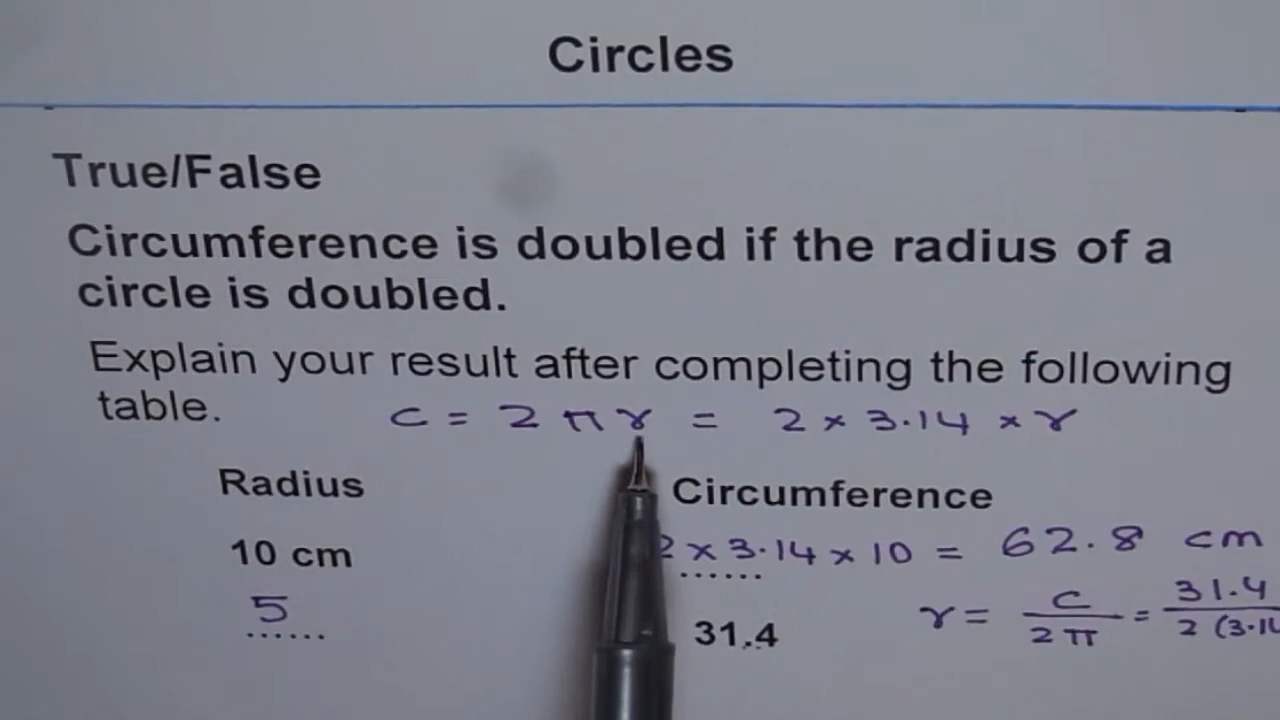 Circles
True/False
Circumference is doubled if the radius of a
circle is doubled.
Explain your result after completing the following
table. C = 2 π r = 2 × 3.14 × r
Radius Circumference
10 cm 2 × 3.14 × 10 = 62.8 cm
5 ...... 31.4 r = C / 2π = 31.4 / 2 (3.14